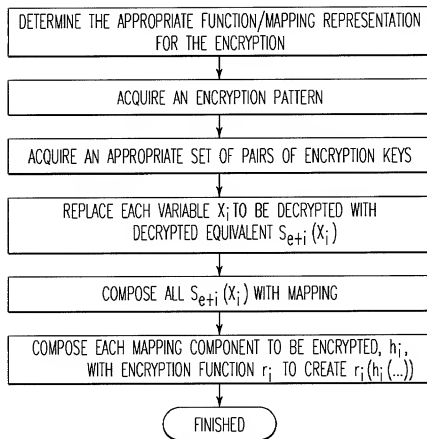 DETERMINE THE APPROPRIATE FUNCTION/MAPPING REPRESENTATION
FOR THE ENCRYPTION
ACQUIRE AN ENCRYPTION PATTERN
ACQUIRE AN APPROPRIATE SET OF PAIRS OF ENCRYPTION KEYS
REPLACE EACH VARIABLE Xi TO BE DECRYPTED WITH
DECRYPTED EQUIVALENT Se+i (Xi)
COMPOSE ALL Se+i (Xi) WITH MAPPING
COMPOSE EACH MAPPING COMPONENT TO BE ENCRYPTED, hi,
WITH ENCRYPTION FUNCTION ri TO CREATE ri(hi(...))
FINISHED